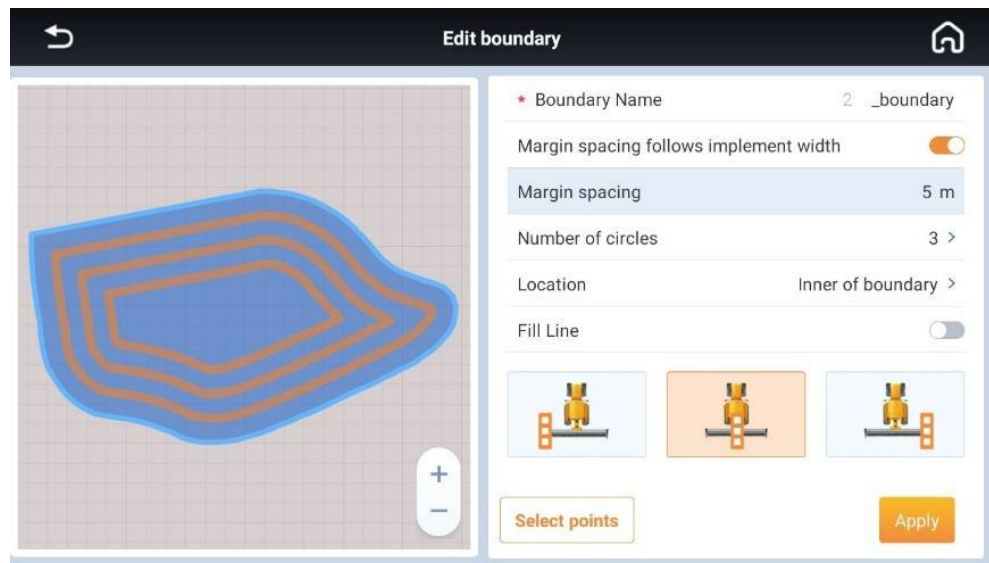 Edit boundary
* Boundary Name 2 _boundary
Margin spacing follows implement width
Margin spacing 5 m
Number of circles 3 >
Location Inner of boundary >
Fill Line
+
−
Select points Apply